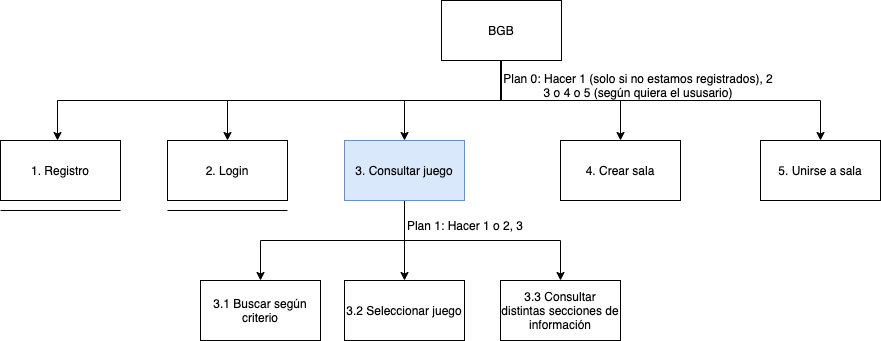 BGB
Plan 0: Hacer 1 (solo si no estamos registrados), 2
3 o 4 o 5 (según quiera el ususario)
1. Registro
2. Login
3. Consultar juego
4. Crear sala
5. Unirse a sala
Plan 1: Hacer 1 o 2, 3
3.1 Buscar según
criterio
3.2 Seleccionar juego
3.3 Consultar
distintas secciones de
información